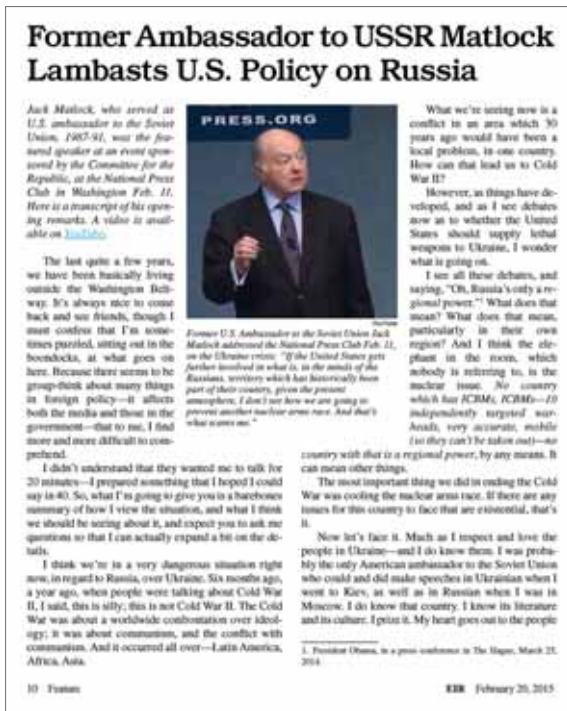 Former Ambassador to USSR Matlock
Lambasts U.S. Policy on Russia
Jack Matlock, who served as
U.S. ambassador to the Soviet
Union, 1987-91, was the fea-
tured speaker at an event spon-
sored by the Committee for the
Republic, at the National Press
Club in Washington Feb. 11.
Here is a transcript of his open-
ing remarks. A video is avail-
able on YouTube.
The last quite a few years,
we have been basically living
outside the Washington Belt-
way. It's always nice to come
back and see friends, though I
must confess that I'm some-
times puzzled, sitting out in the
boondocks, at what goes on
here. Because there seems to be
group-think about many things
in foreign policy—it affects
both the media and those in the
government—that to me, I find
more and more difficult to com-
prehend.
I didn't understand that they wanted me to talk for
20 minutes—I prepared something that I hoped I could
say in 40. So, what I'm going to give you is a barebones
summary of how I view the situation, and what I think
we should be seeing about it, and expect you to ask me
questions so that I can actually expand a bit on the de-
tails.
I think we're in a very dangerous situation right
now, in regard to Russia, over Ukraine. Six months ago,
a year ago, when people were talking about Cold War
II, I said, this is silly; this is not Cold War II. The Cold
War was about a worldwide confrontation over ideol-
ogy; it was about communism, and the conflict with
communism. And it occurred all over—Latin America,
Africa, Asia.
PRESS.ORG
YouTube
Former U.S. Ambassador to the Soviet Union Jack
Matlock addressed the National Press Club Feb. 11,
on the Ukraine crisis: "If the United States gets
further involved in what is, in the minds of the
Russians, territory which has historically been
part of their country, given the present
atmosphere, I don't see how we are going to
prevent another nuclear arms race. And that's
what scares me."
What we're seeing now is a
conflict in an area which 30
years ago would have been a
local problem, in one country.
How can that lead us to Cold
War II?
However, as things have de-
veloped, and as I see debates
now as to whether the United
States should supply lethal
weapons to Ukraine, I wonder
what is going on.
I see all these debates, and
saying, "Oh, Russia's only a re-
gional power."1 What does that
mean? What does that mean,
particularly in their own
region? And I think the ele-
phant in the room, which
nobody is referring to, is the
nuclear issue. No country
which has ICBMs, ICBMs—10
independently targeted war-
heads, very accurate, mobile
(so they can't be taken out)—no
country with that is a regional power, by any means. It
can mean other things.
The most important thing we did in ending the Cold
War was cooling the nuclear arms race. If there are any
issues for this country to face that are existential, that's
it.
Now let's face it. Much as I respect and love the
people in Ukraine—and I do know them. I was proba-
bly the only American ambassador to the Soviet Union
who could and did make speeches in Ukrainian when I
went to Kiev, as well as in Russian when I was in
Moscow. I do know that country. I know its literature
and its culture. I prize it. My heart goes out to the people
1. President Obama, in a press conference in The Hague, March 25,
2014.
10 Feature
EIR February 20, 2015